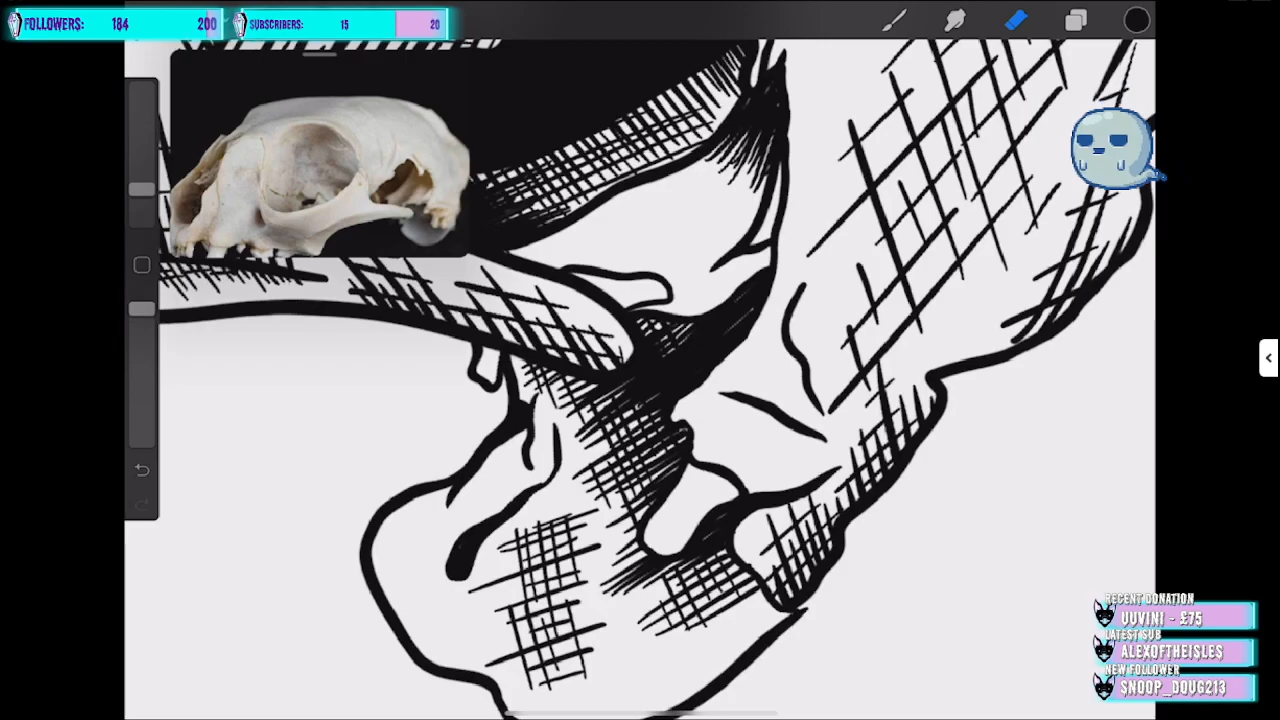 FOLLOWERS: 184 200
SUBSCRIBERS: 15 20
RECENT DONATION
UUVINI - £75
LATEST SUB
ALEXOFTHEISLES
NEW FOLLOWER
SNOOP_DOUG213